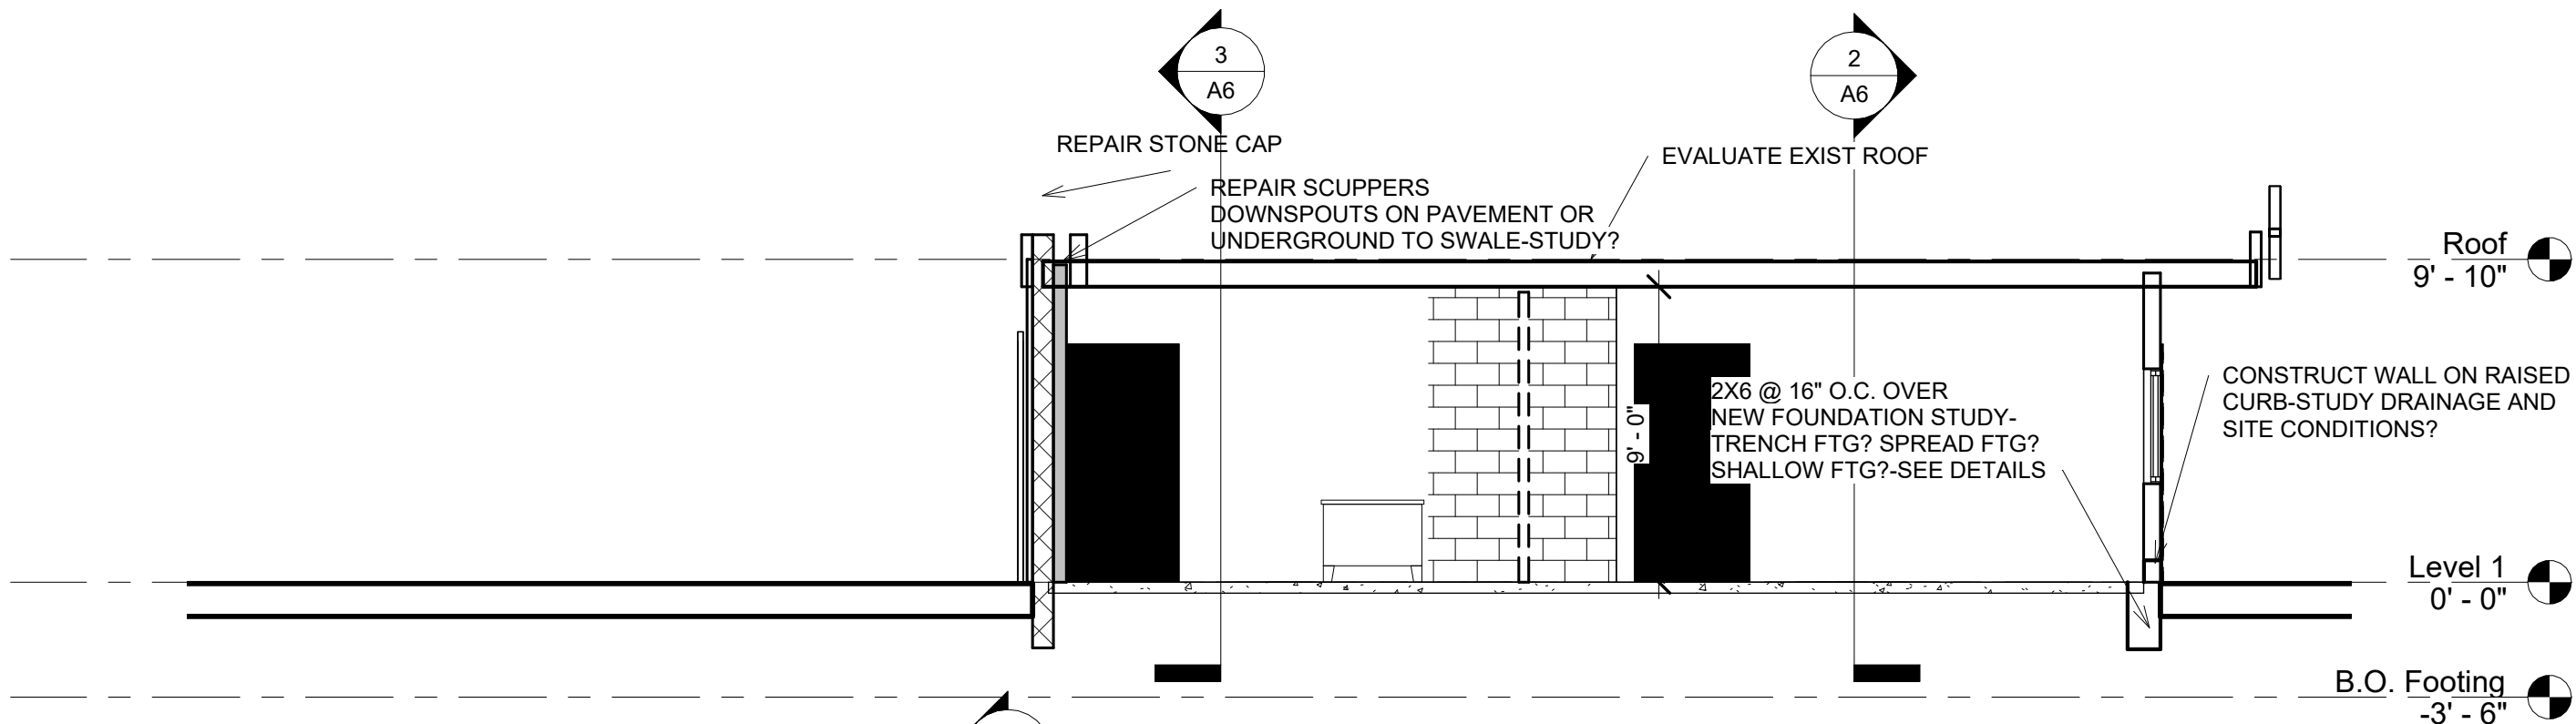 3
A6
2
A6
REPAIR STONE CAP
EVALUATE EXIST ROOF
REPAIR SCUPPERS
DOWNSPOUTS ON PAVEMENT OR
UNDERGROUND TO SWALE-STUDY?
Roof
9' - 10"
CONSTRUCT WALL ON RAISED
CURB-STUDY DRAINAGE AND
SITE CONDITIONS?
2X6 @ 16" O.C. OVER
NEW FOUNDATION STUDY-
TRENCH FTG? SPREAD FTG?
SHALLOW FTG?-SEE DETAILS
9' - 0"
Level 1
0' - 0"
B.O. Footing
-3' - 6"